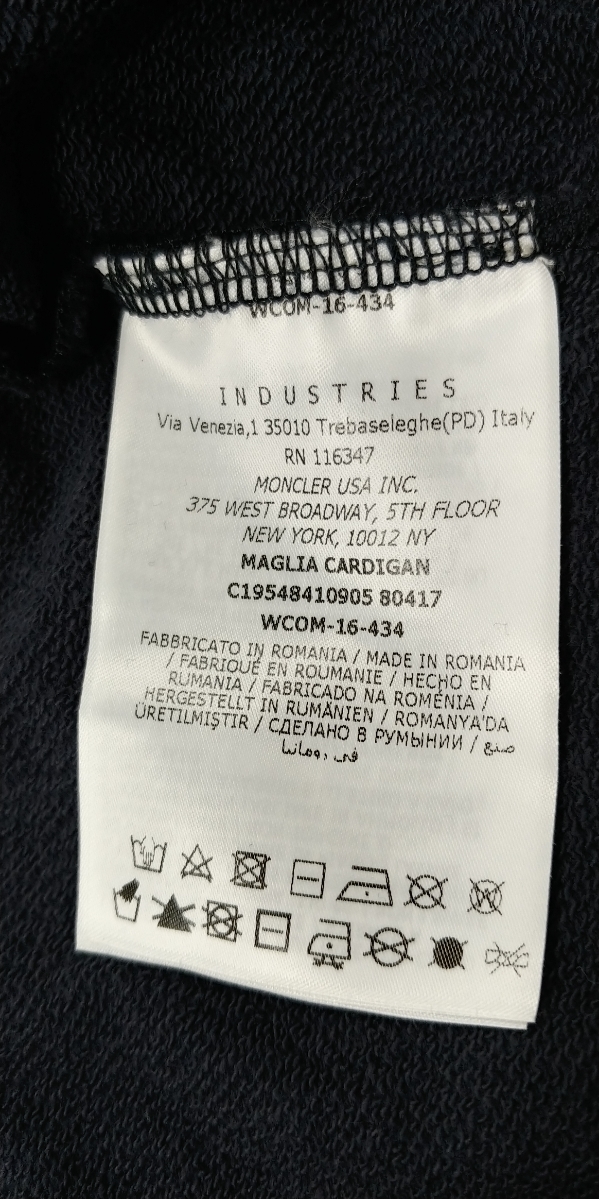 WCOM-16-434
INDUSTRIES
Via Venezia,1 35010 Trebaseleghe(PD) Italy
RN 116347
MONCLER USA INC.
375 WEST BROADWAY, 5TH FLOOR
NEW YORK, 10012 NY
MAGLIA CARDIGAN
C19548410905 80417
WCOM-16-434
FABBRICATO IN ROMANIA / MADE IN ROMANIA
/ FABRIQUÉ EN ROUMANIE / HECHO EN
RUMANIA / FABRICADO NA ROMÉNIA /
HERGESTELLT IN RUMÄNIEN / ROMANYA'DA
ÜRETILMIŞTIR / СДЕЛАНО В РУМЫНИИ / صنع
في رومانيا
W